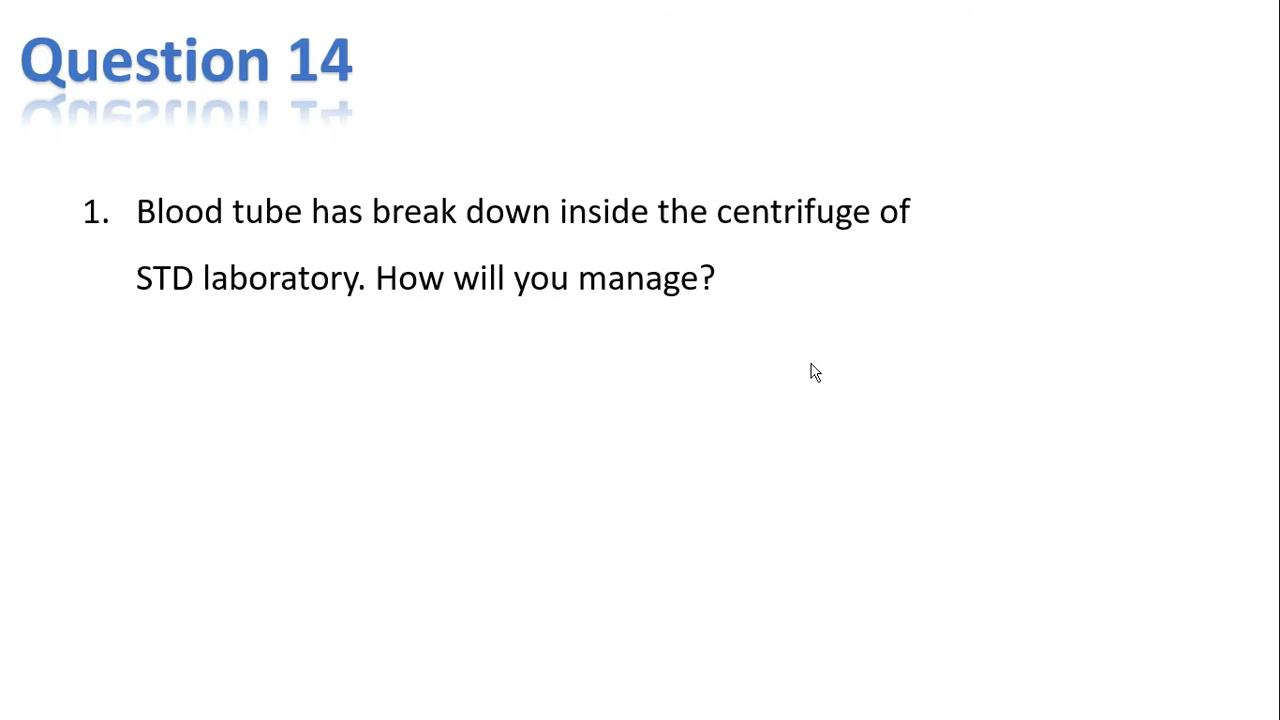 Question 14
1. Blood tube has break down inside the centrifuge of
STD laboratory. How will you manage?